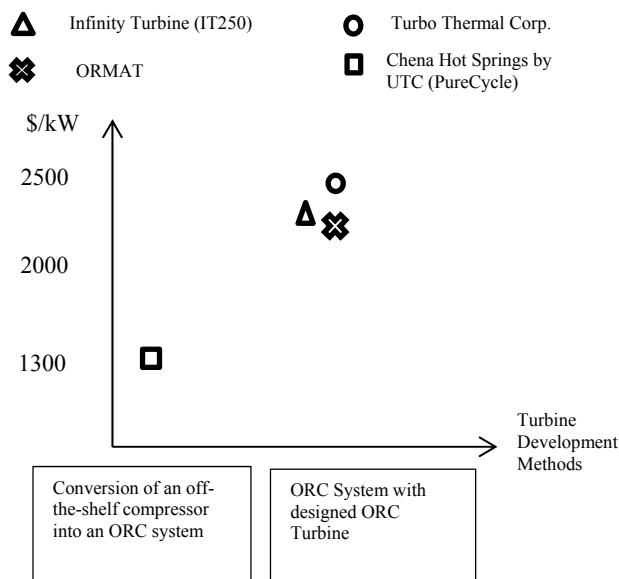 Infinity Turbine (IT250)
Turbo Thermal Corp.
ORMAT
Chena Hot Springs by
UTC (PureCycle)
$/kW
2500
2000
1300
Turbine
Development
Methods
Conversion of an off-
the-shelf compressor
into an ORC system
ORC System with
designed ORC
Turbine